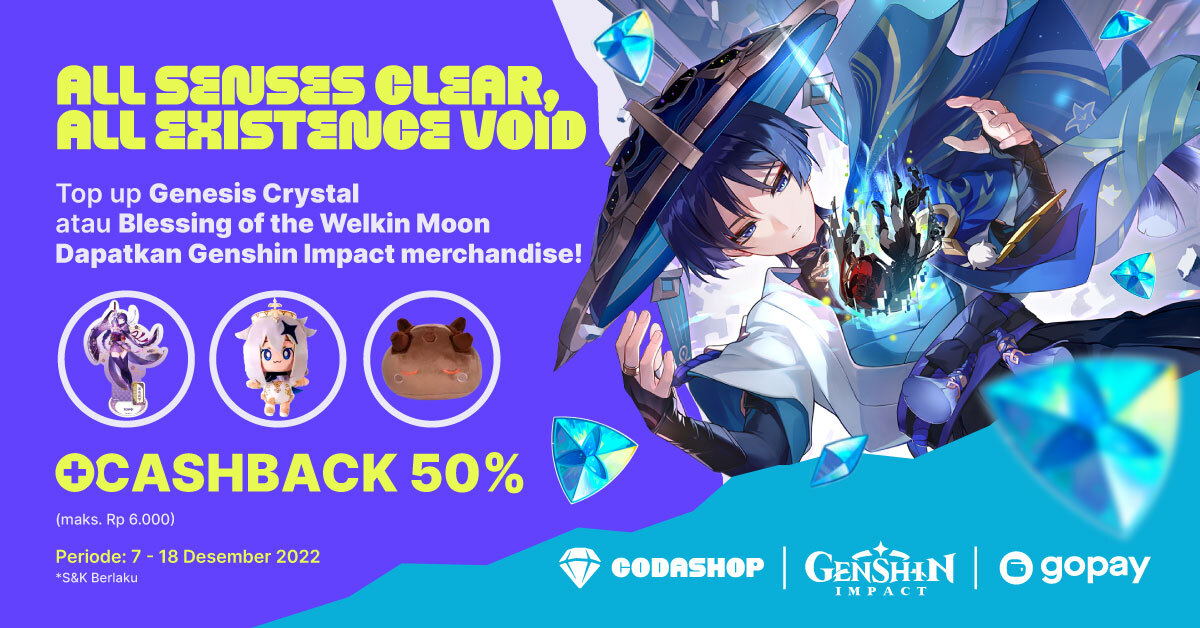 ALL SENSES CLEAR,
ALL EXISTENCE VOID
Top up Genesis Crystal
atau Blessing of the Welkin Moon
Dapatkan Genshin Impact merchandise!
+CASHBACK 50%
(maks. Rp 6.000)
Periode: 7 - 18 Desember 2022
*S&K Berlaku
CODASHOP
GENSHIN
IMPACT
gopay